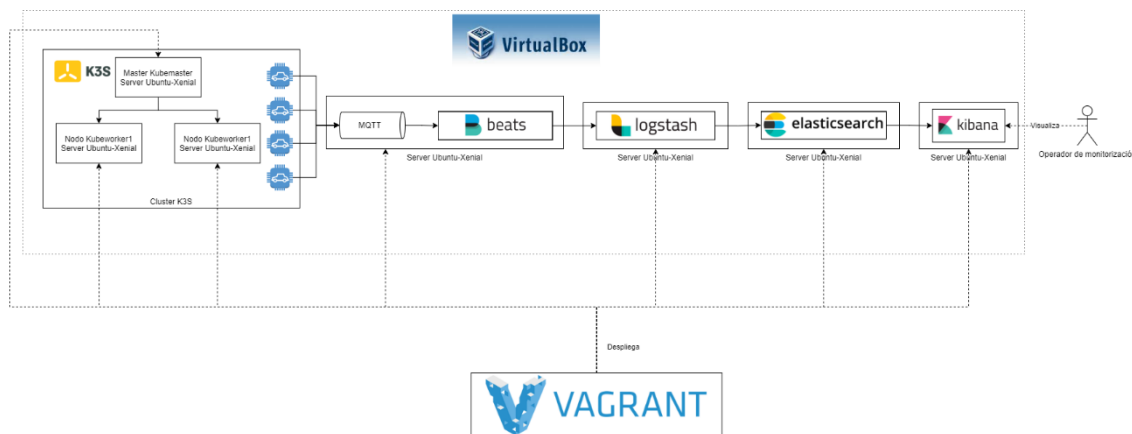 VirtualBox
K3S
Master Kubemaster
Server Ubuntu-Xenial
Nodo Kubeworker1
Server Ubuntu-Xenial
Nodo Kubeworker1
Server Ubuntu-Xenial
Cluster K3S
MQTT
beats
Server Ubuntu-Xenial
logstash
Server Ubuntu-Xenial
elasticsearch
Server Ubuntu-Xenial
kibana
Server Ubuntu-Xenial
Visualiza
Operador de monitorizació
Despliega
VAGRANT